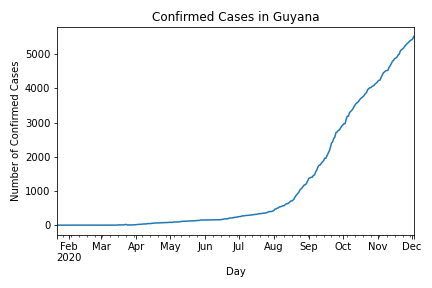 Confirmed Cases in Guyana
Number of Confirmed Cases
5000
4000
3000
2000
1000
0
Feb Mar Apr May Jun Jul Aug Sep Oct Nov Dec
2020
Day